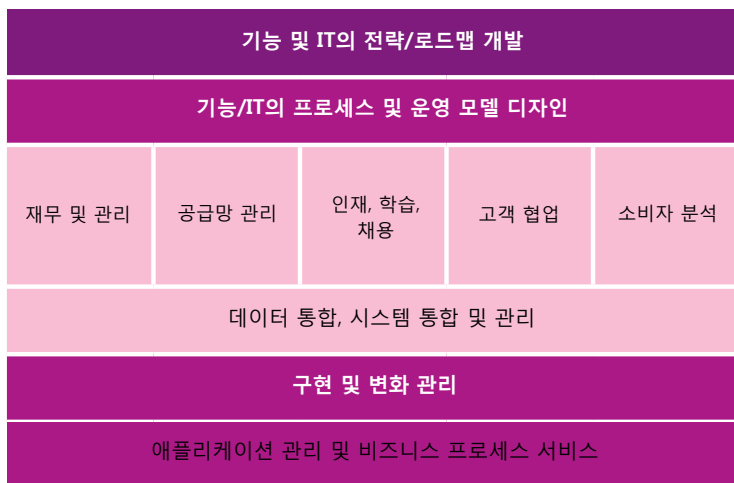 기능 및 IT의 전략/로드맵 개발
기능/IT의 프로세스 및 운영 모델 디자인
재무 및 관리
공급망 관리
인재, 학습,
채용
고객 협업
소비자 분석
데이터 통합, 시스템 통합 및 관리
구현 및 변화 관리
애플리케이션 관리 및 비즈니스 프로세스 서비스